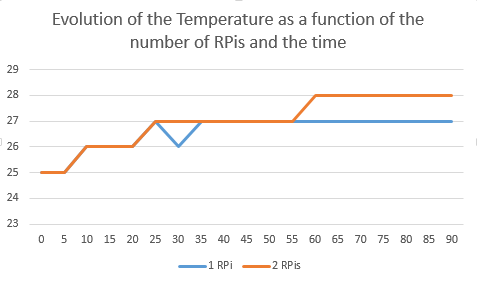 Evolution of the Temperature as a function of the
number of RPis and the time
29
28
27
26
25
24
23
0 5 10 15 20 25 30 35 40 45 50 55 60 65 70 75 80 85 90
1 RPi 2 RPis